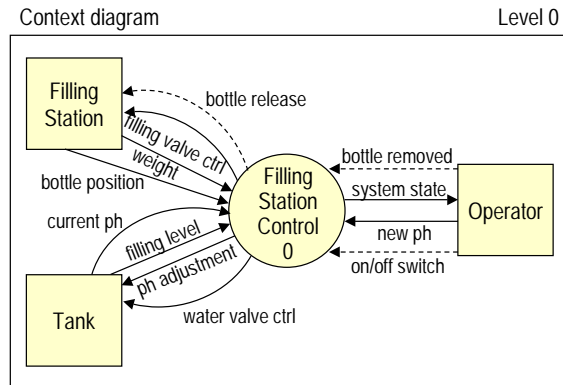 Context diagram
Level 0
Filling
Station
bottle release
filling valve ctrl
weight
bottle position
Filling
Station
Control
0
bottle removed
system state
new ph
on/off switch
Operator
current ph
filling level
ph adjustment
water valve ctrl
Tank